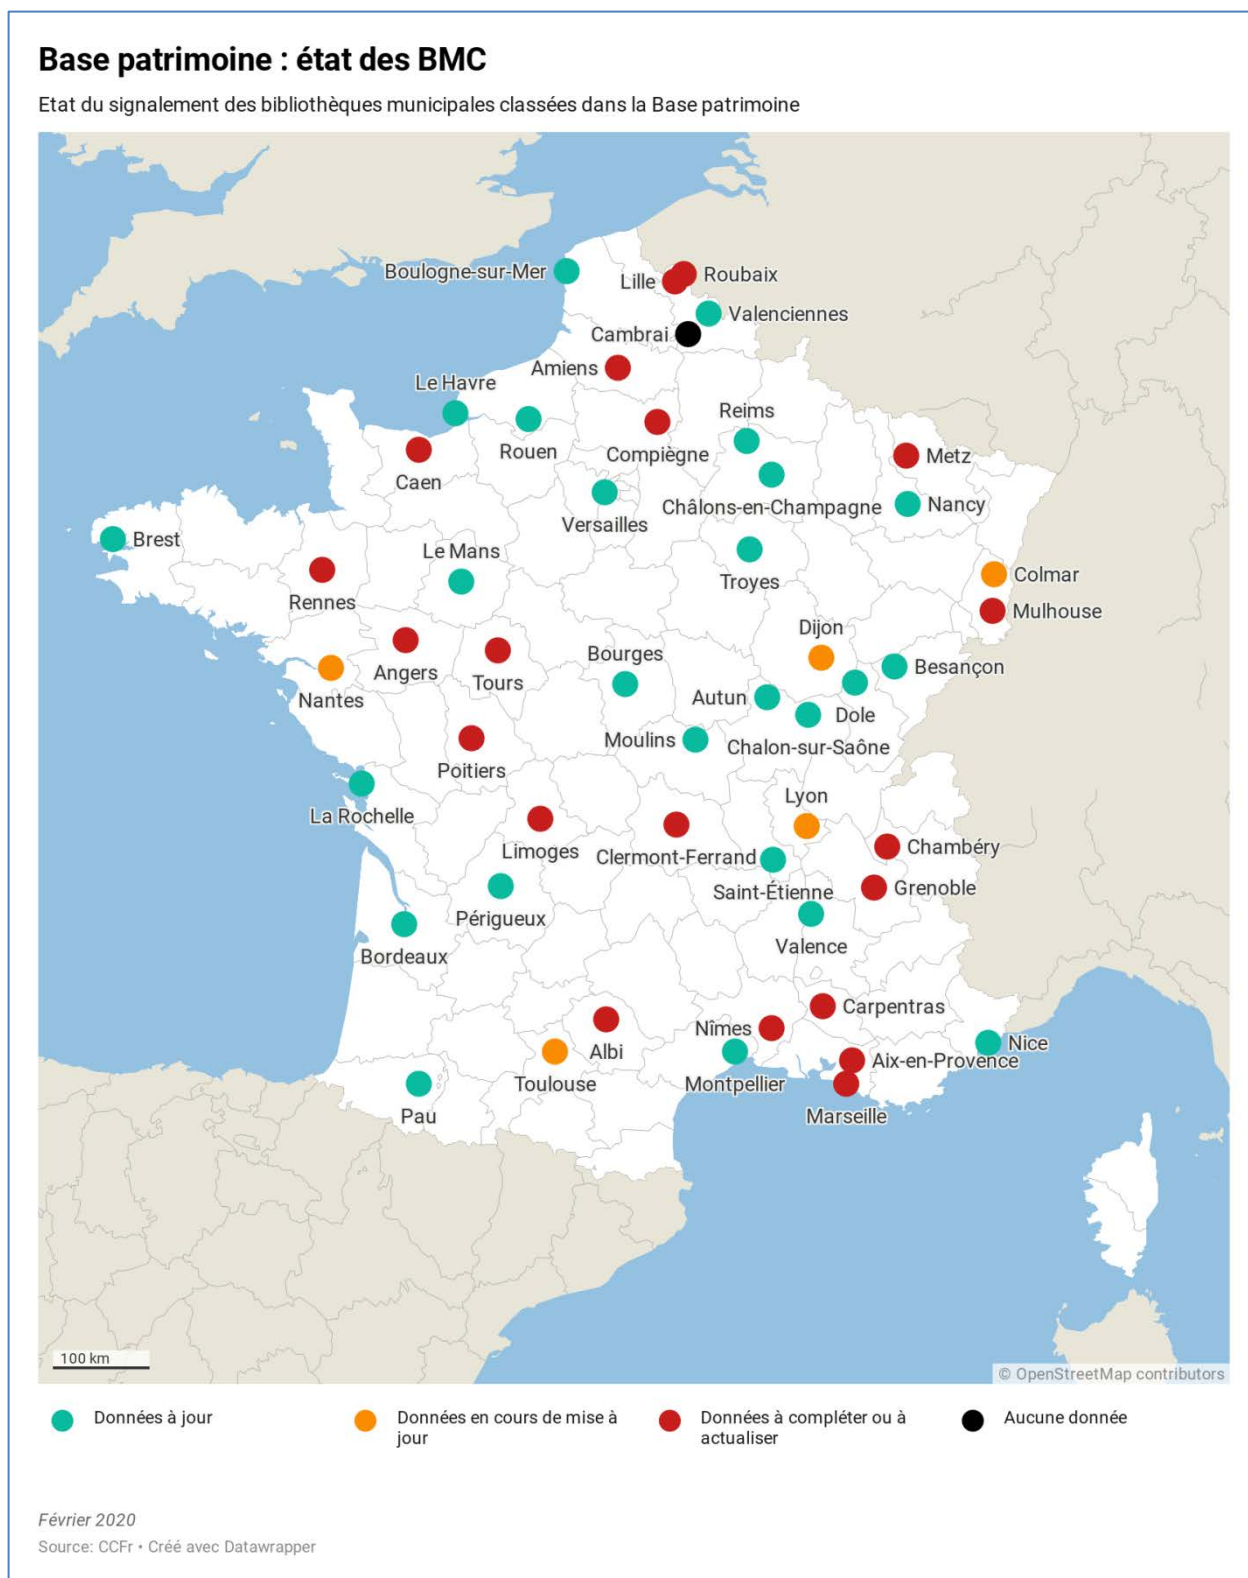 Base patrimoine : état des BMC
Etat du signalement des bibliothèques municipales classées dans la Base patrimoine
Boulogne-sur-Mer
Lille
Roubaix
Valenciennes
Cambrai
Amiens
Le Havre
Rouen
Compiègne
Reims
Metz
Caen
Châlons-en-Champagne
Nancy
Versailles
Brest
Le Mans
Troyes
Colmar
Rennes
Mulhouse
Dijon
Bourges
Besançon
Angers
Tours
Nantes
Autun
Dole
Moulins
Chalon-sur-Saône
Poitiers
Lyon
La Rochelle
Limoges
Clermont-Ferrand
Chambéry
Saint-Étienne
Grenoble
Périgueux
Valence
Bordeaux
Carpentras
Nîmes
Nice
Albi
Aix-en-Provence
Toulouse
Montpellier
Pau
Marseille
100 km
© OpenStreetMap contributors
Données à jour
Données en cours de mise à
jour
Données à compléter ou à
actualiser
Aucune donnée
Février 2020
Source: CCFr • Créé avec Datawrapper